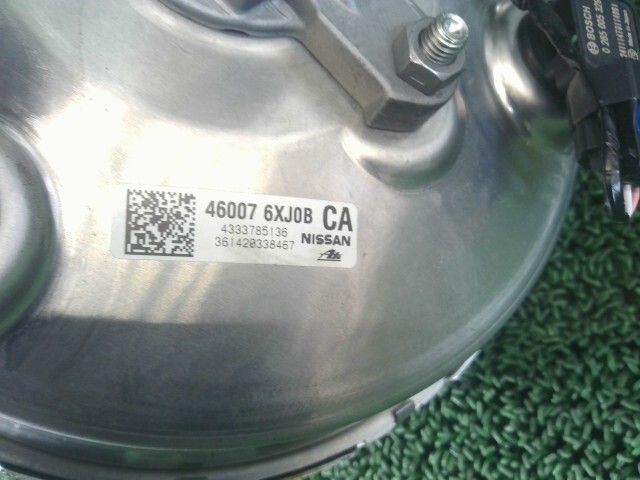 46007 6XJ0B CA
4333785136
361420338467 NISSAN
Ate
BOSCH